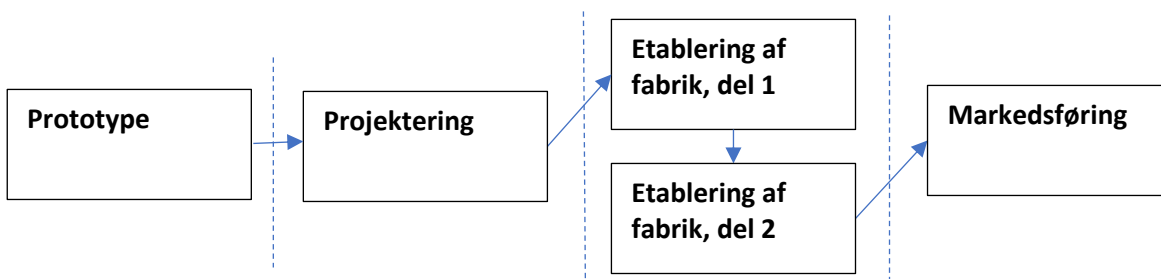 Prototype
Projektering
Etablering af
fabrik, del 1
Etablering af
fabrik, del 2
Markedsføring